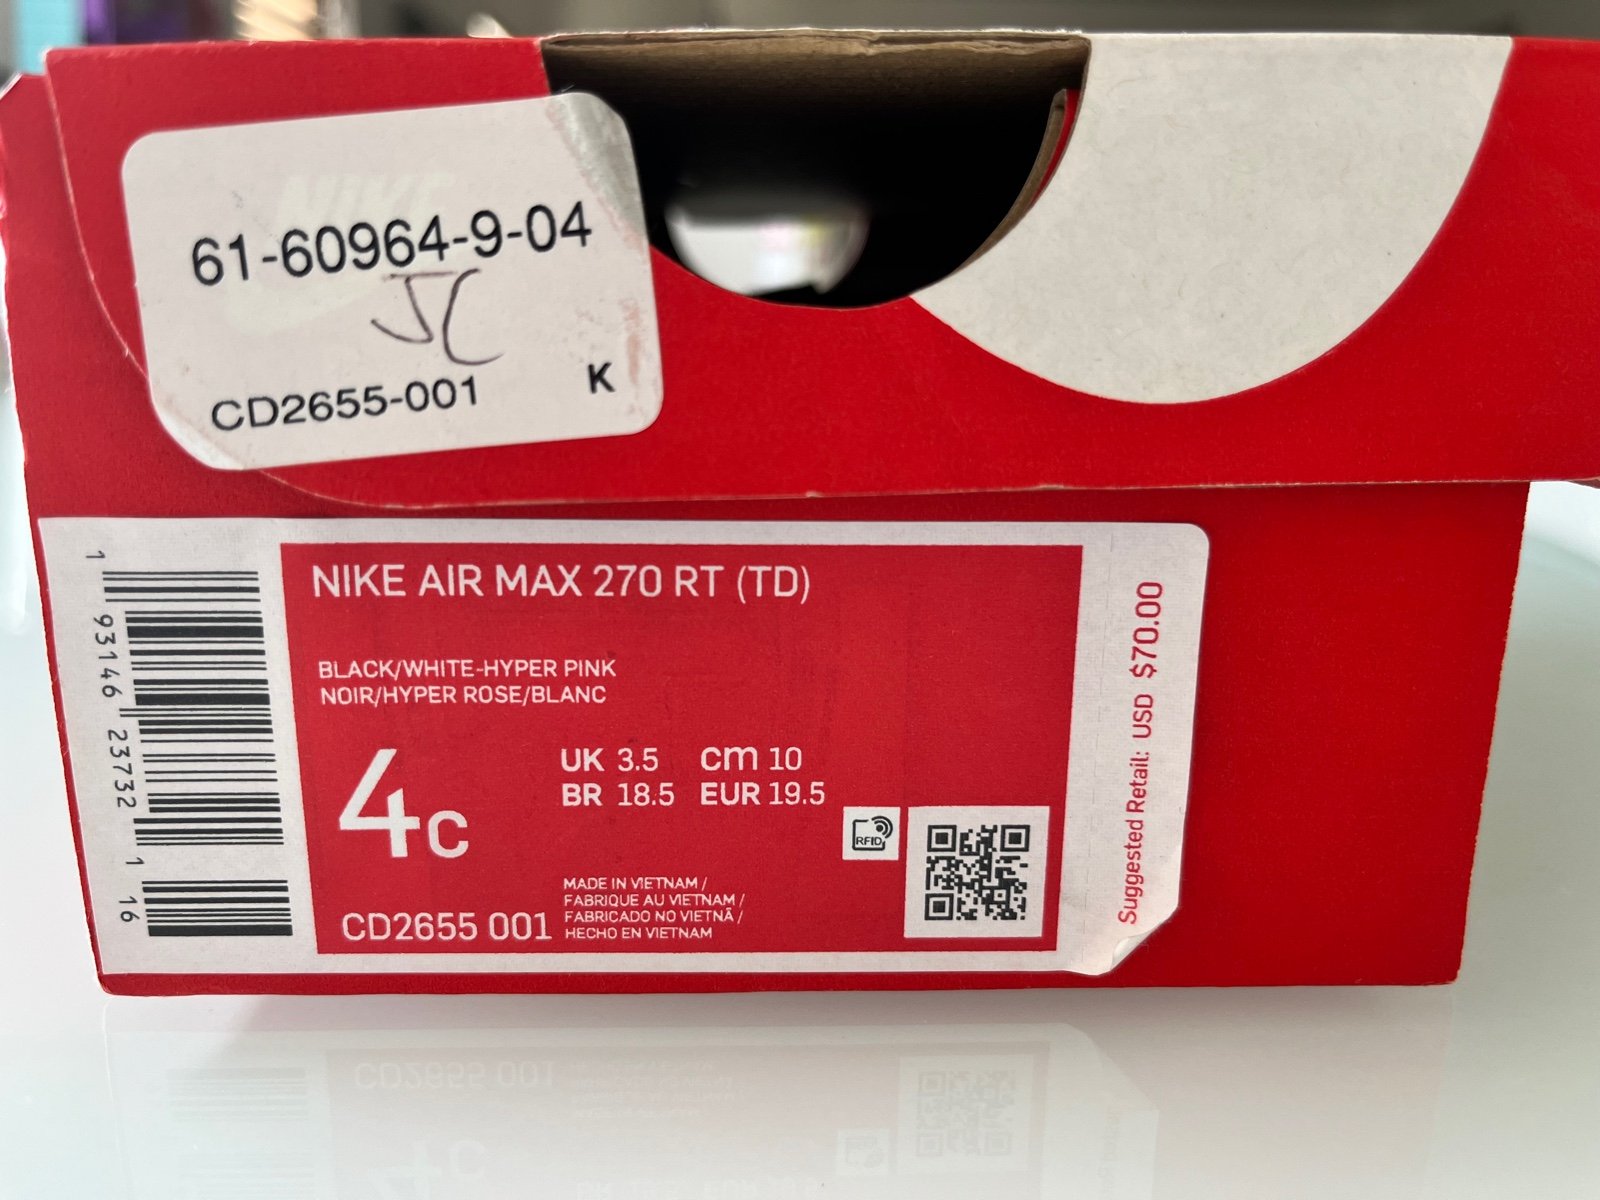 NIKE
61-60964-9-04
JC
CD2655-001
K
NIKE AIR MAX 270 RT (TD)
BLACK/WHITE-HYPER PINK
NOIR/HYPER ROSE/BLANC
4C
UK 3.5 cm 10
BR 18.5 EUR 19.5
RFID
MADE IN VIETNAM /
FABRIQUE AU VIETNAM /
FABRICADO NO VIETNÃ /
HECHO EN VIETNAM
CD2655 001
1 93146 23732 1 16
Suggested Retail: USD $70.00